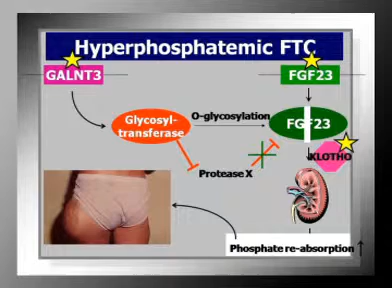 Hyperphosphatemic FTC
GALNT3
FGF23
Glycosyl-
transferase
O-glycosylation
FGF23
KLOTHO
Protease X
Phosphate re-absorption ↑